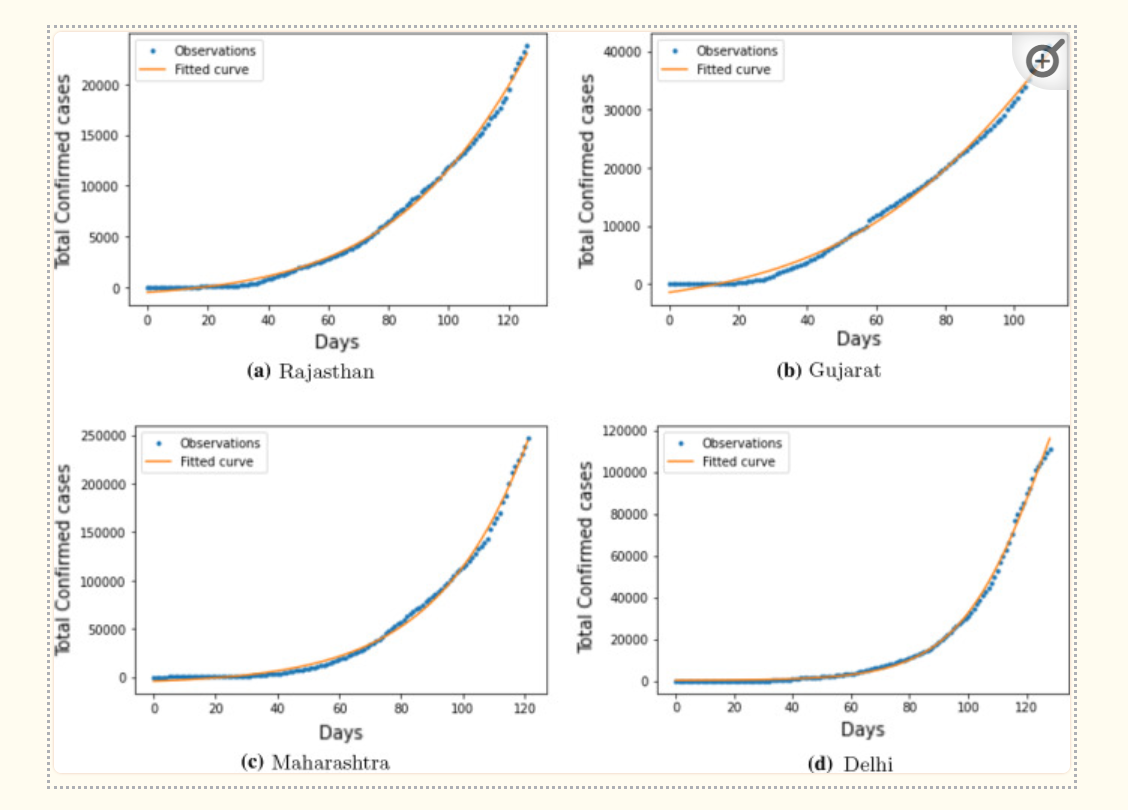 Observations
Fitted curve
Total Confirmed cases
20000
15000
10000
5000
0
0 20 40 60 80 100 120
Days
(a) Rajasthan
Observations
Fitted curve
Total Confirmed cases
40000
30000
20000
10000
0
0 20 40 60 80 100
Days
(b) Gujarat
Observations
Fitted curve
Total Confirmed cases
250000
200000
150000
100000
50000
0
0 20 40 60 80 100 120
Days
(c) Maharashtra
Observations
Fitted curve
Total Confirmed cases
120000
100000
80000
60000
40000
20000
0
0 20 40 60 80 100 120
Days
(d) Delhi